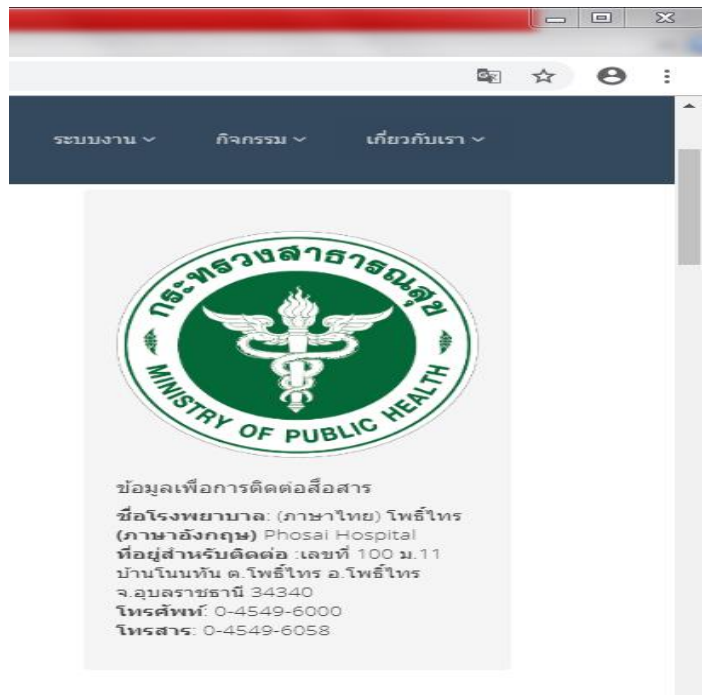 ระบบงาน กิจกรรม เกี่ยวกับเรา
กระทรวงสาธารณสุข
MINISTRY OF PUBLIC HEALTH
ข้อมูลเพื่อการติดต่อสื่อสาร
ชื่อโรงพยาบาล: (ภาษาไทย) โพธิ์ไทร
(ภาษาอังกฤษ) Phosai Hospital
ที่อยู่สำหรับติดต่อ :เลขที่ 100 ม.11
บ้านโนนทัน ต.โพธิ์ไทร อ.โพธิ์ไทร
จ.อุบลราชธานี 34340
โทรศัพท์: 0-4549-6000
โทรสาร: 0-4549-6058